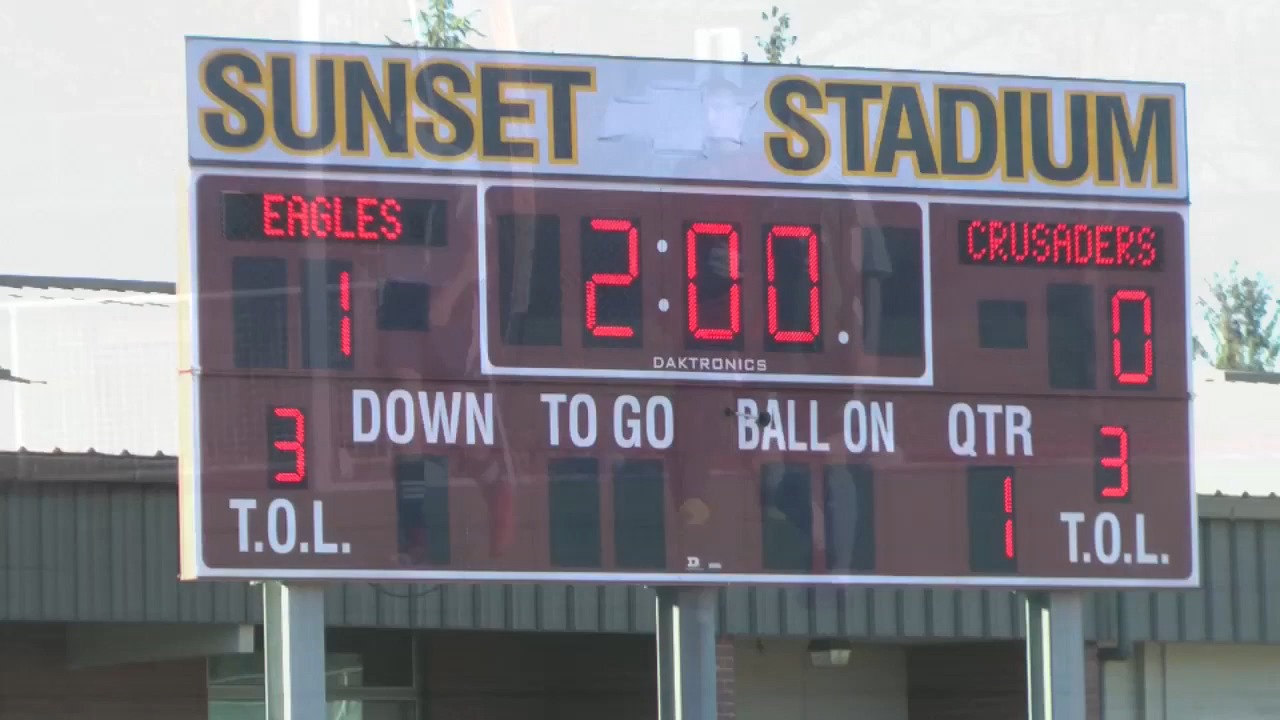 SUNSET STADIUM
EAGLES
2:00.
CRUSADERS
1
0
DAKTRONICS
DOWN TO GO BALL ON QTR
3
3
1
T.O.L.
T.O.L.